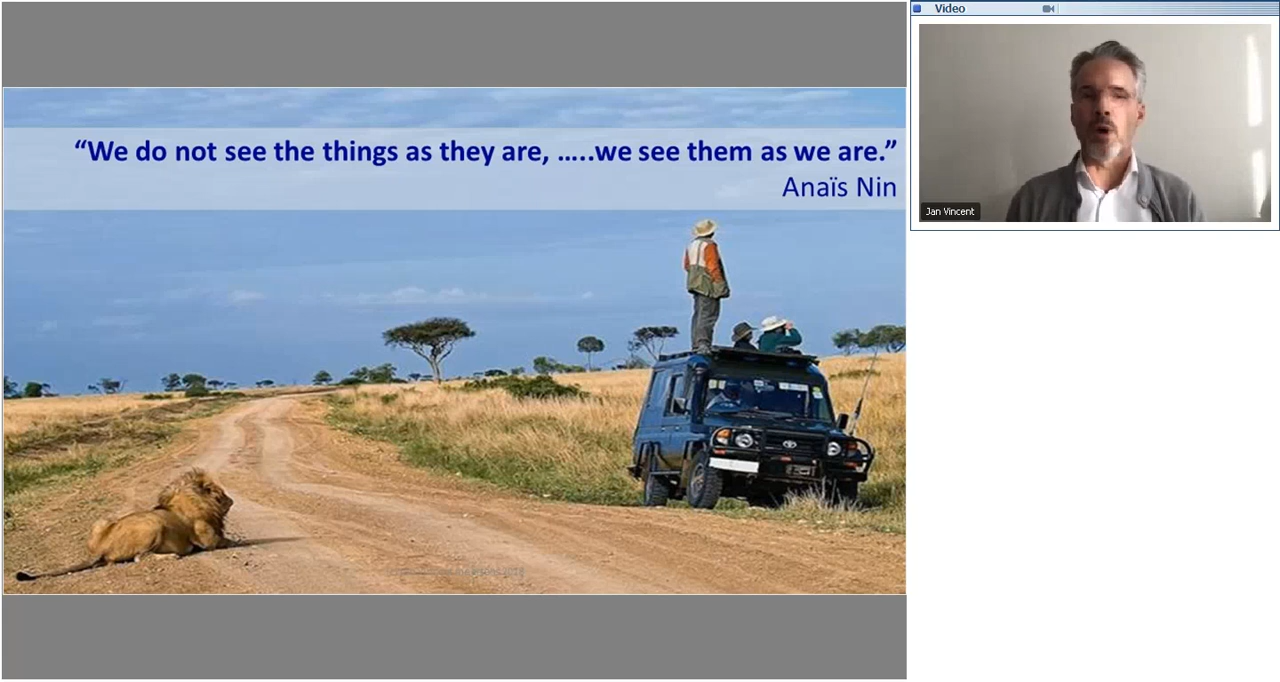 “We do not see the things as they are, …..we see them as we are.”
Anaïs Nin
Video
Jan Vincent